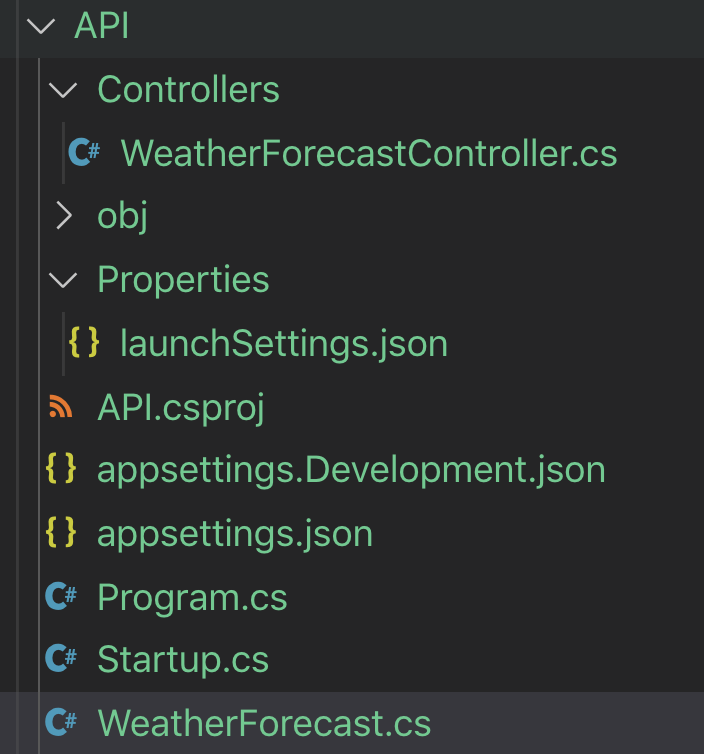 API
Controllers
C# WeatherForecastController.cs
obj
Properties
{ } launchSettings.json
API.csproj
{ } appsettings.Development.json
{ } appsettings.json
C# Program.cs
C# Startup.cs
C# WeatherForecast.cs